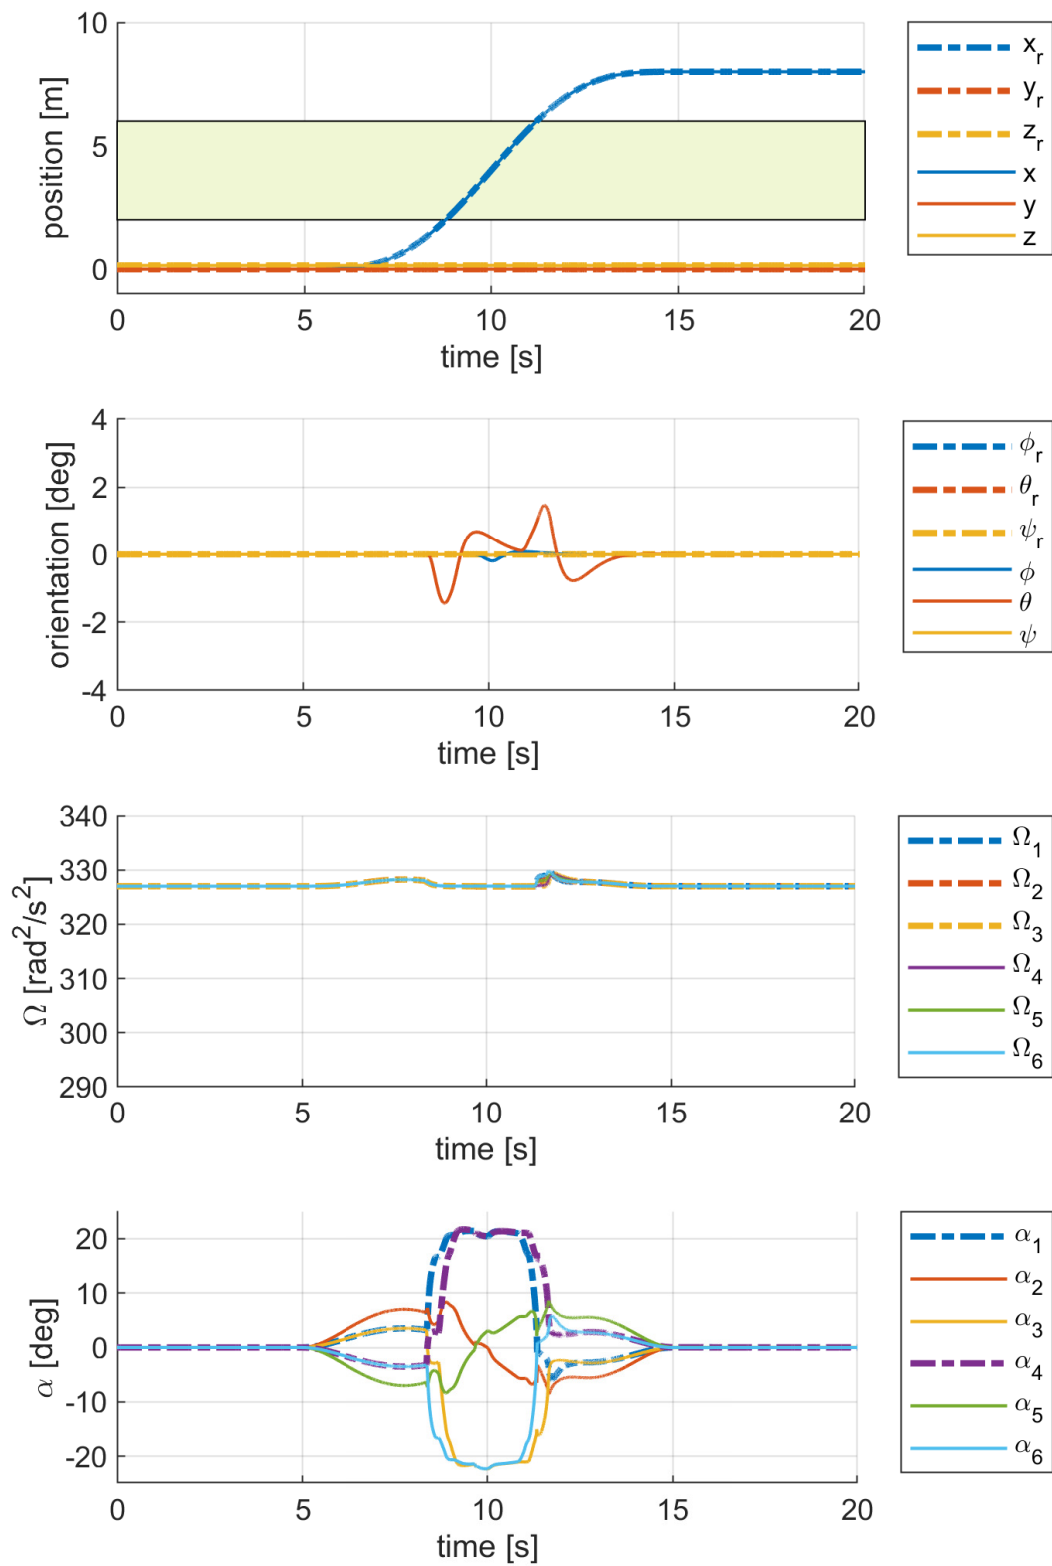 10
5
0
position [m]
0 5 10 15 20
time [s]
x_r
y_r
z_r
x
y
z
4
2
0
-2
-4
orientation [deg]
0 5 10 15 20
time [s]
ϕ_r
θ_r
ψ_r
ϕ
θ
ψ
340
330
320
310
300
290
Ω [rad²/s²]
0 5 10 15 20
time [s]
Ω_1
Ω_2
Ω_3
Ω_4
Ω_5
Ω_6
20
10
0
-10
-20
α [deg]
0 5 10 15 20
time [s]
α_1
α_2
α_3
α_4
α_5
α_6